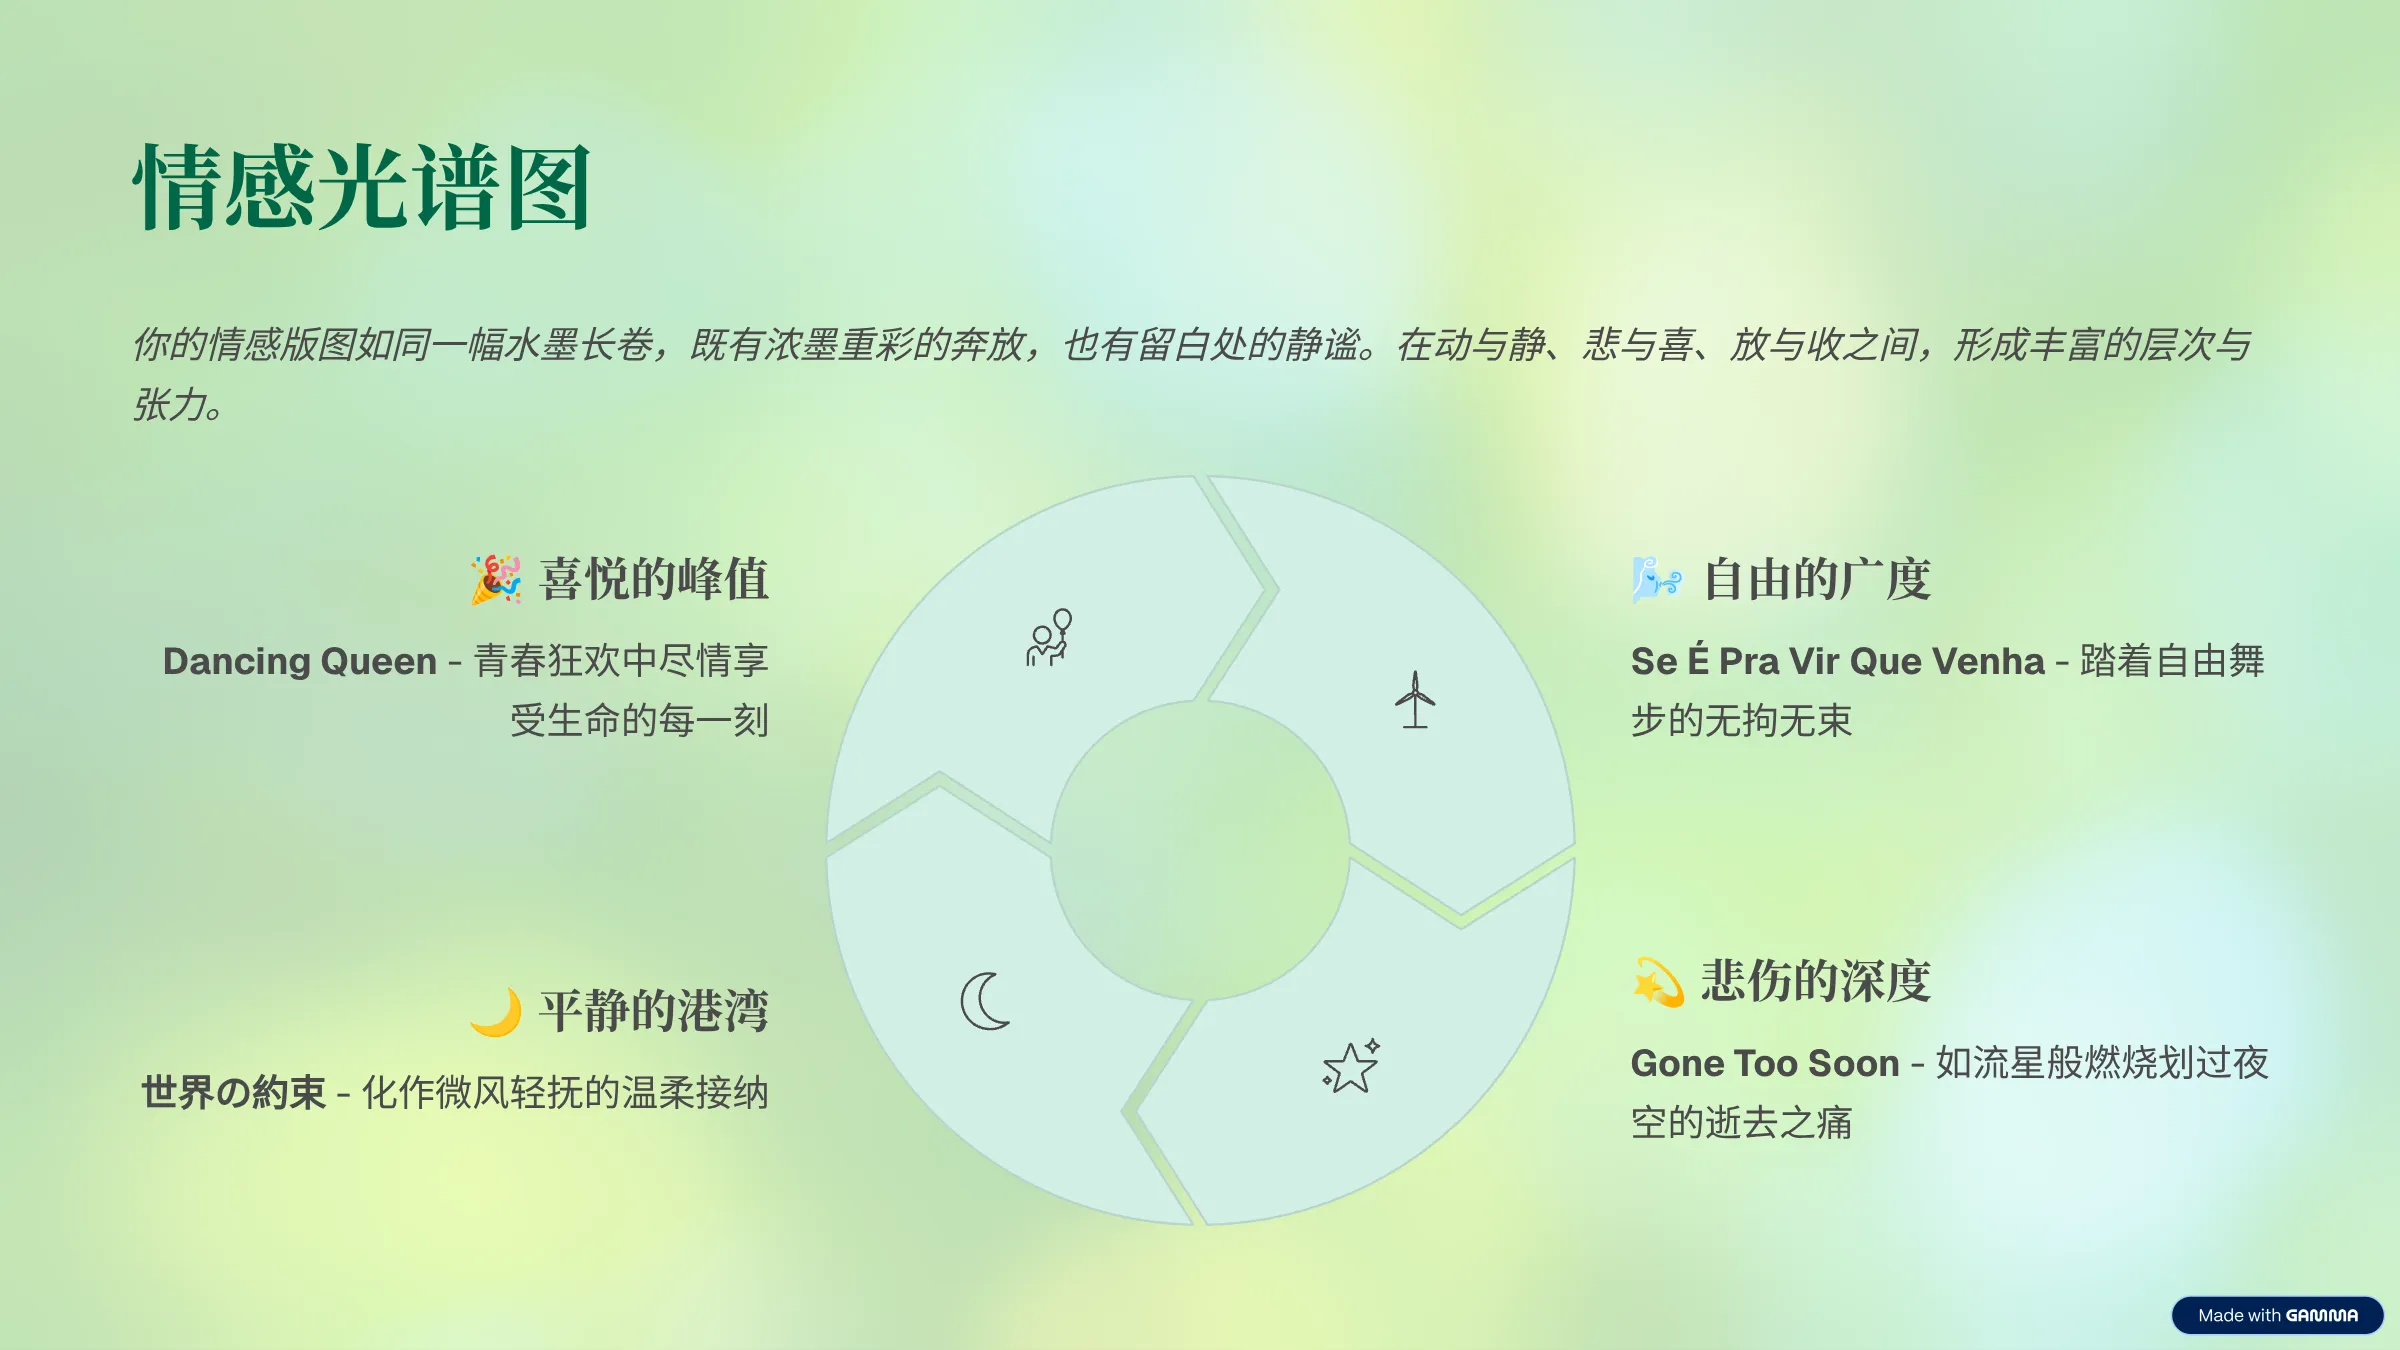 情感光谱图
你的情感版图如同一幅水墨长卷，既有浓墨重彩的奔放，也有留白处的静谧。在动与静、悲与喜、放与收之间，形成丰富的层次与
张力。
🎉 喜悦的峰值
Dancing Queen - 青春狂欢中尽情享
受生命的每一刻
🌬️ 自由的广度
Se É Pra Vir Que Venha - 踏着自由舞
步的无拘无束
🌙 平静的港湾
世界の約束 - 化作微风轻抚的温柔接纳
💫 悲伤的深度
Gone Too Soon - 如流星般燃烧划过夜
空的逝去之痛
Made with GAMMA